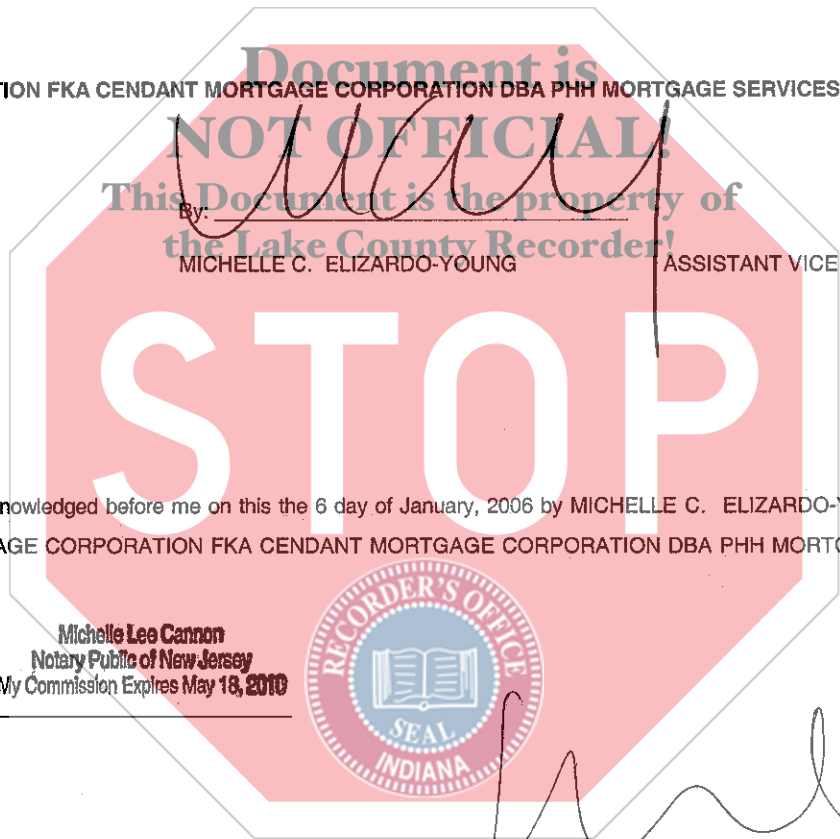 Document is
TION FKA CENDANT MORTGAGE CORPORATION DBA PHH MORTGAGE SERVICES
NOT OFFICIAL!
This Document is the property of
By:
the Lake County Recorder!
MICHELLE C. ELIZARDO-YOUNG ASSISTANT VICE
STOP
nowledged before me on this the 6 day of January, 2006 by MICHELLE C. ELIZARDO-Y
AGE CORPORATION FKA CENDANT MORTGAGE CORPORATION DBA PHH MORTG
RECORDER'S OFFICE
Michelle Lee Cannon
Notary Public of New Jersey
My Commission Expires May 18, 2010
SEAL
INDIANA